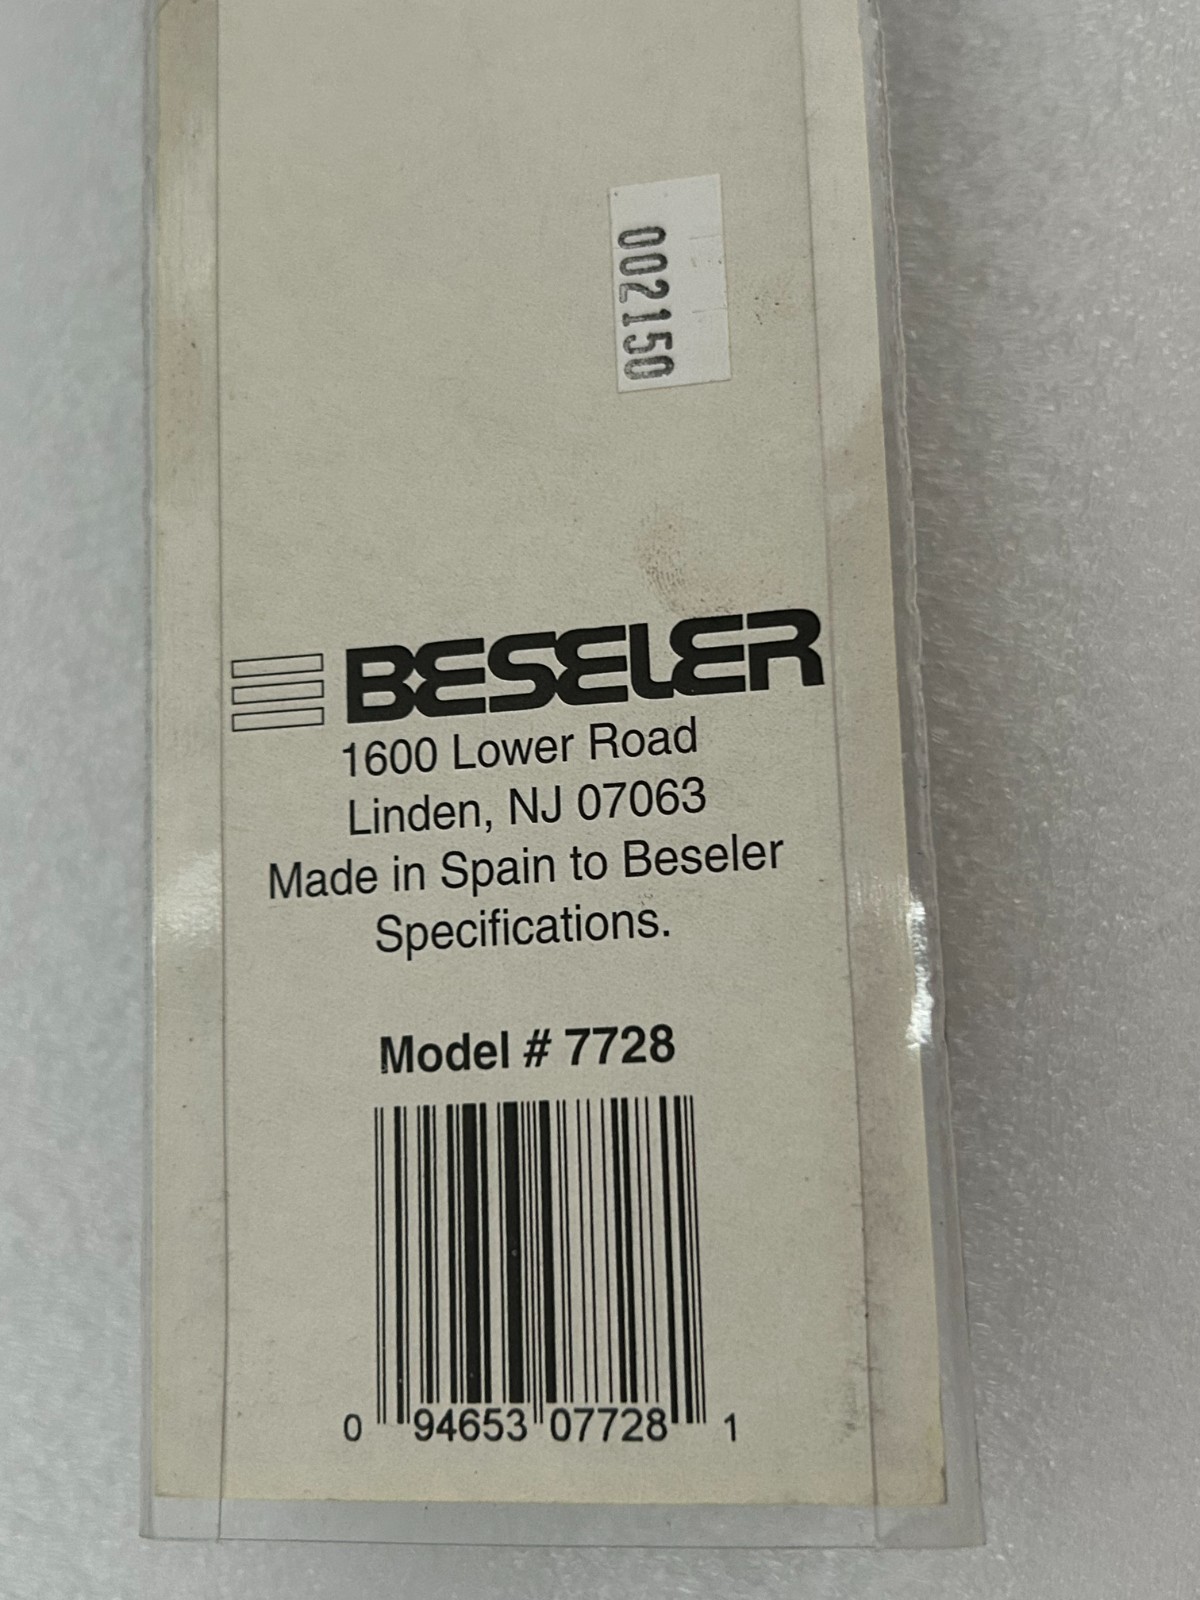 002150
BESELER
1600 Lower Road
Linden, NJ 07063
Made in Spain to Beseler
Specifications.
Model # 7728
0 94653 07728 1